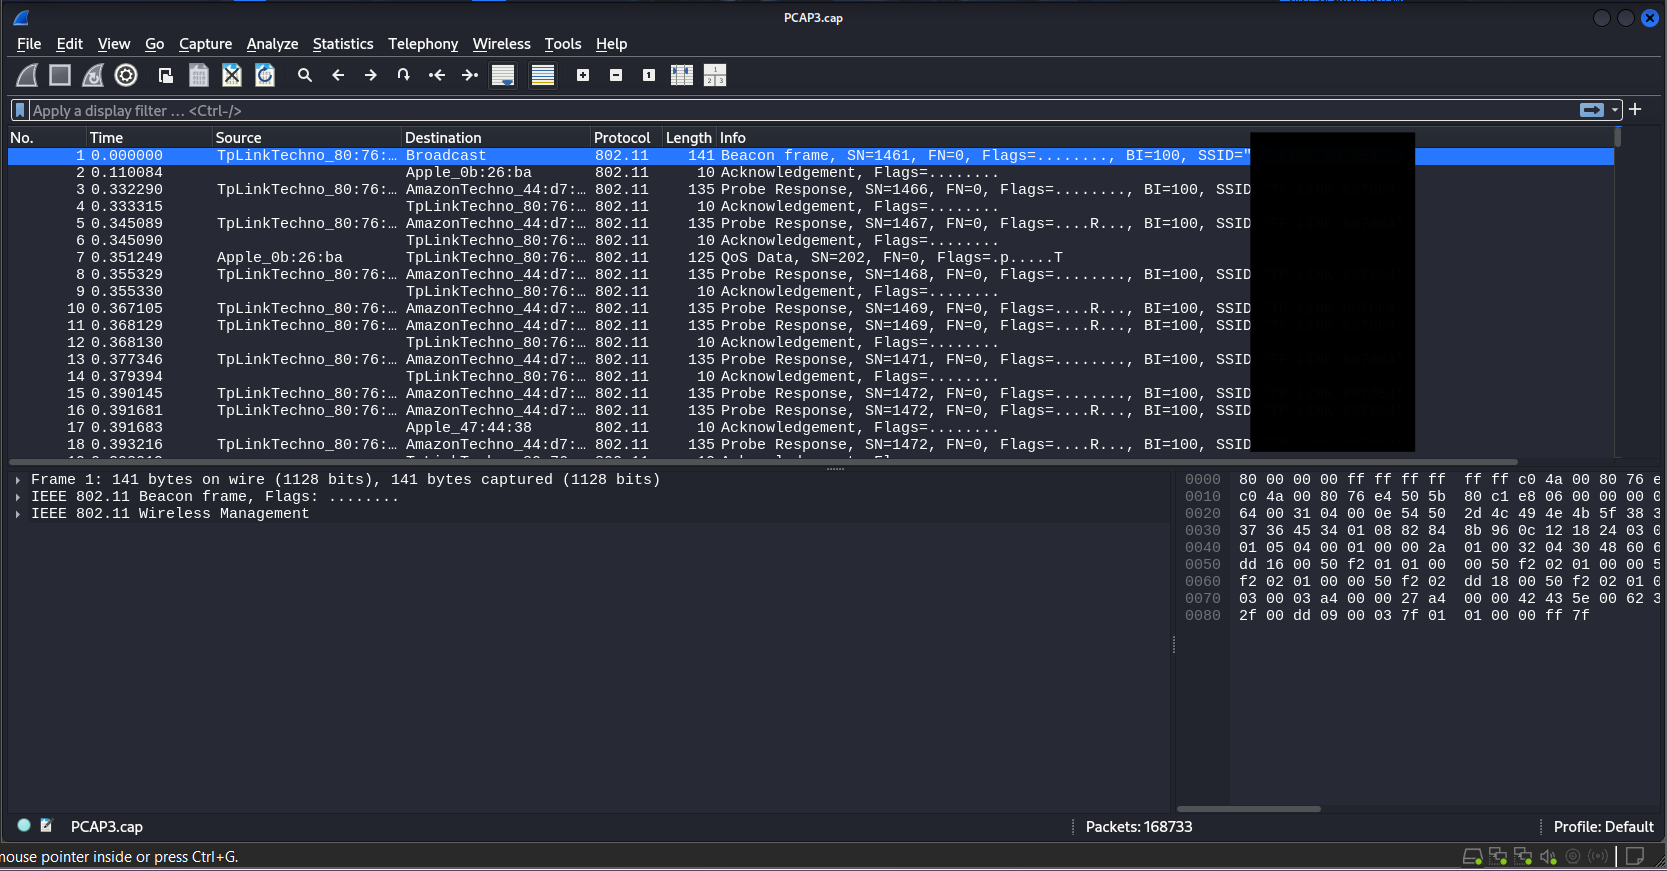 PCAP3.cap
File Edit View Go Capture Analyze Statistics Telephony Wireless Tools Help
Apply a display filter … <Ctrl-/>
No. Time Source Destination Protocol Length Info
1 0.000000 TpLinkTechno_80:76:… Broadcast 802.11 141 Beacon frame, SN=1461, FN=0, Flags=........, BI=100, SSID="
2 0.110084 Apple_0b:26:ba 802.11 10 Acknowledgement, Flags=........
3 0.332290 TpLinkTechno_80:76:… AmazonTechno_44:d7:… 802.11 135 Probe Response, SN=1466, FN=0, Flags=........, BI=100, SSID
4 0.333315 TpLinkTechno_80:76:… 802.11 10 Acknowledgement, Flags=........
5 0.345089 TpLinkTechno_80:76:… AmazonTechno_44:d7:… 802.11 135 Probe Response, SN=1467, FN=0, Flags=....R..., BI=100, SSID
6 0.345090 TpLinkTechno_80:76:… 802.11 10 Acknowledgement, Flags=........
7 0.351249 Apple_0b:26:ba TpLinkTechno_80:76:… 802.11 125 QoS Data, SN=202, FN=0, Flags=.p.....T
8 0.355329 TpLinkTechno_80:76:… AmazonTechno_44:d7:… 802.11 135 Probe Response, SN=1468, FN=0, Flags=........, BI=100, SSID
9 0.355330 TpLinkTechno_80:76:… 802.11 10 Acknowledgement, Flags=........
10 0.367105 TpLinkTechno_80:76:… AmazonTechno_44:d7:… 802.11 135 Probe Response, SN=1469, FN=0, Flags=....R..., BI=100, SSID
11 0.368129 TpLinkTechno_80:76:… AmazonTechno_44:d7:… 802.11 135 Probe Response, SN=1469, FN=0, Flags=....R..., BI=100, SSID
12 0.368130 TpLinkTechno_80:76:… 802.11 10 Acknowledgement, Flags=........
13 0.377346 TpLinkTechno_80:76:… AmazonTechno_44:d7:… 802.11 135 Probe Response, SN=1471, FN=0, Flags=........, BI=100, SSID
14 0.379394 TpLinkTechno_80:76:… 802.11 10 Acknowledgement, Flags=........
15 0.390145 TpLinkTechno_80:76:… AmazonTechno_44:d7:… 802.11 135 Probe Response, SN=1472, FN=0, Flags=........, BI=100, SSID
16 0.391681 TpLinkTechno_80:76:… AmazonTechno_44:d7:… 802.11 135 Probe Response, SN=1472, FN=0, Flags=....R..., BI=100, SSID
17 0.391683 Apple_47:44:38 802.11 10 Acknowledgement, Flags=........
18 0.393216 TpLinkTechno_80:76:… AmazonTechno_44:d7:… 802.11 135 Probe Response, SN=1472, FN=0, Flags=....R..., BI=100, SSID
Frame 1: 141 bytes on wire (1128 bits), 141 bytes captured (1128 bits)
IEEE 802.11 Beacon frame, Flags: ........
IEEE 802.11 Wireless Management
0000 80 00 00 00 ff ff ff ff ff ff c0 4a 00 80 76 e
0010 c0 4a 00 80 76 e4 50 5b 80 c1 e8 06 00 00 00 0
0020 64 00 31 04 00 0e 54 50 2d 4c 49 4e 4b 5f 38 3
0030 37 36 45 34 01 08 82 84 8b 96 0c 12 18 24 03 0
0040 01 05 04 00 01 00 00 2a 01 00 32 04 30 48 60 6
0050 dd 16 00 50 f2 01 01 00 00 50 f2 02 01 00 00 5
0060 f2 02 01 00 00 50 f2 02 dd 18 00 50 f2 02 01 0
0070 03 00 03 a4 00 00 27 a4 00 00 42 43 5e 00 62 3
0080 2f 00 dd 09 00 03 7f 01 01 00 00 ff 7f
PCAP3.cap Packets: 168733 Profile: Default
mouse pointer inside or press Ctrl+G.